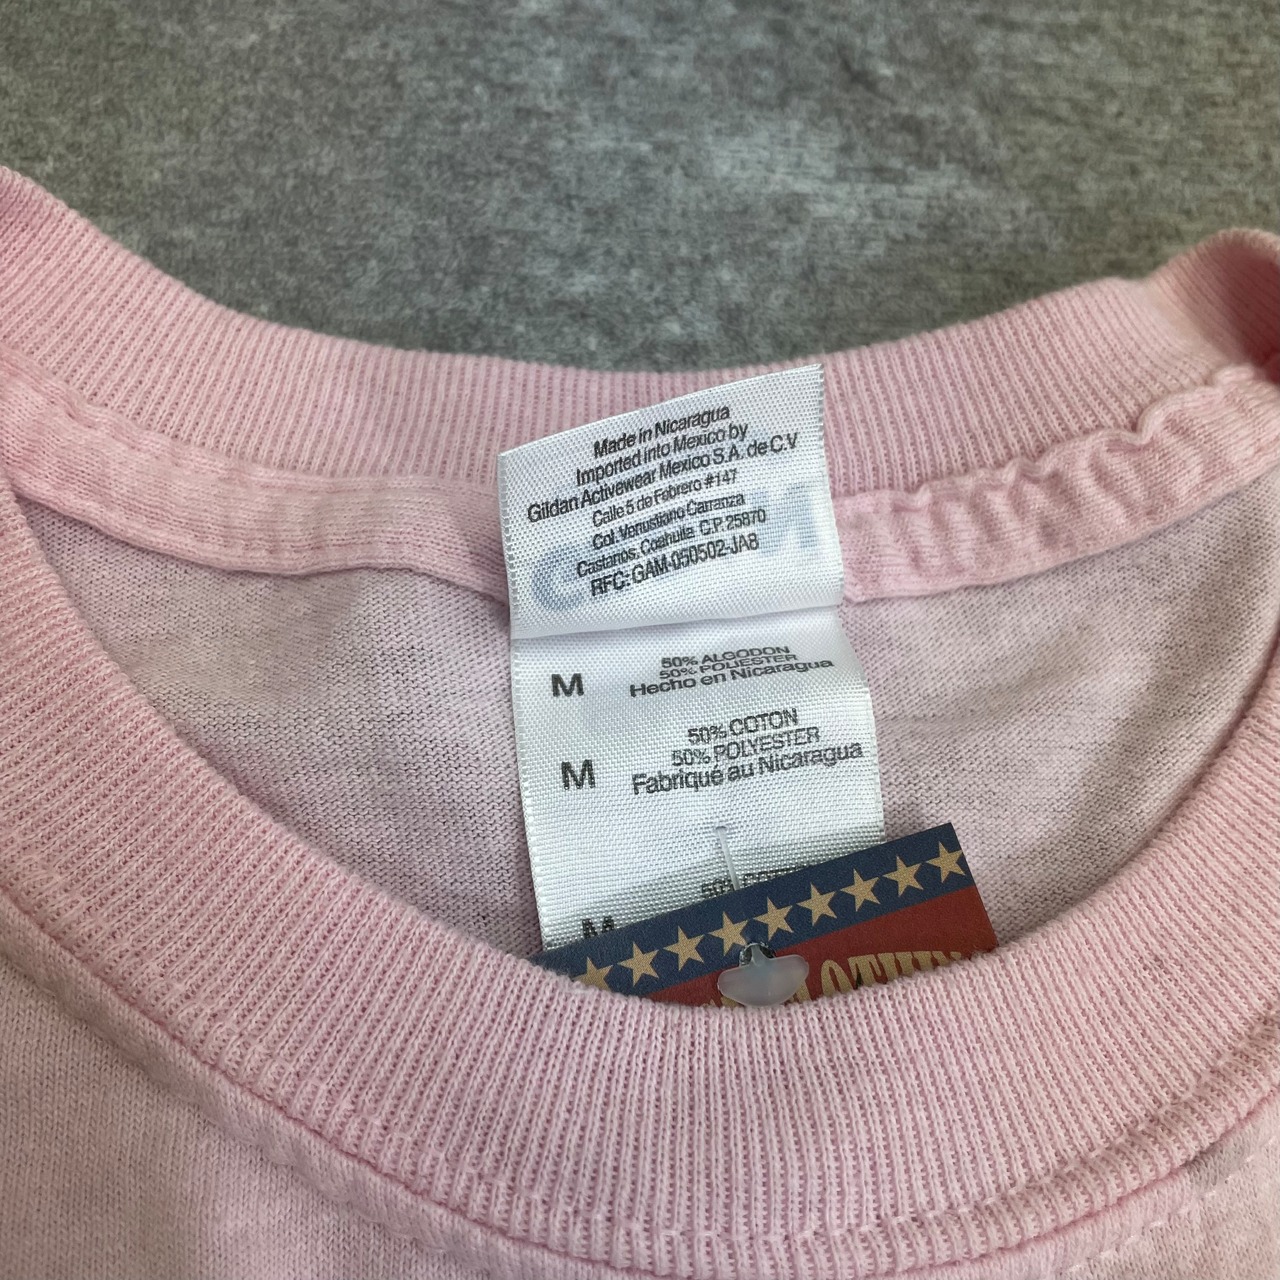 Made in Nicaragua
Imported into Mexico by
Gildan Activewear Mexico S.A. de C.V
Calle 5 de Febrero #147
Col. Venustiano Carranza
Castanos, Coahuila C.P. 25870
RFC: GAM-050502-JA8
50% ALGODON
50% POLIESTER
M Hecho en Nicaragua
50% COTON
50% POLYESTER
M Fabriqué au Nicaragua
M